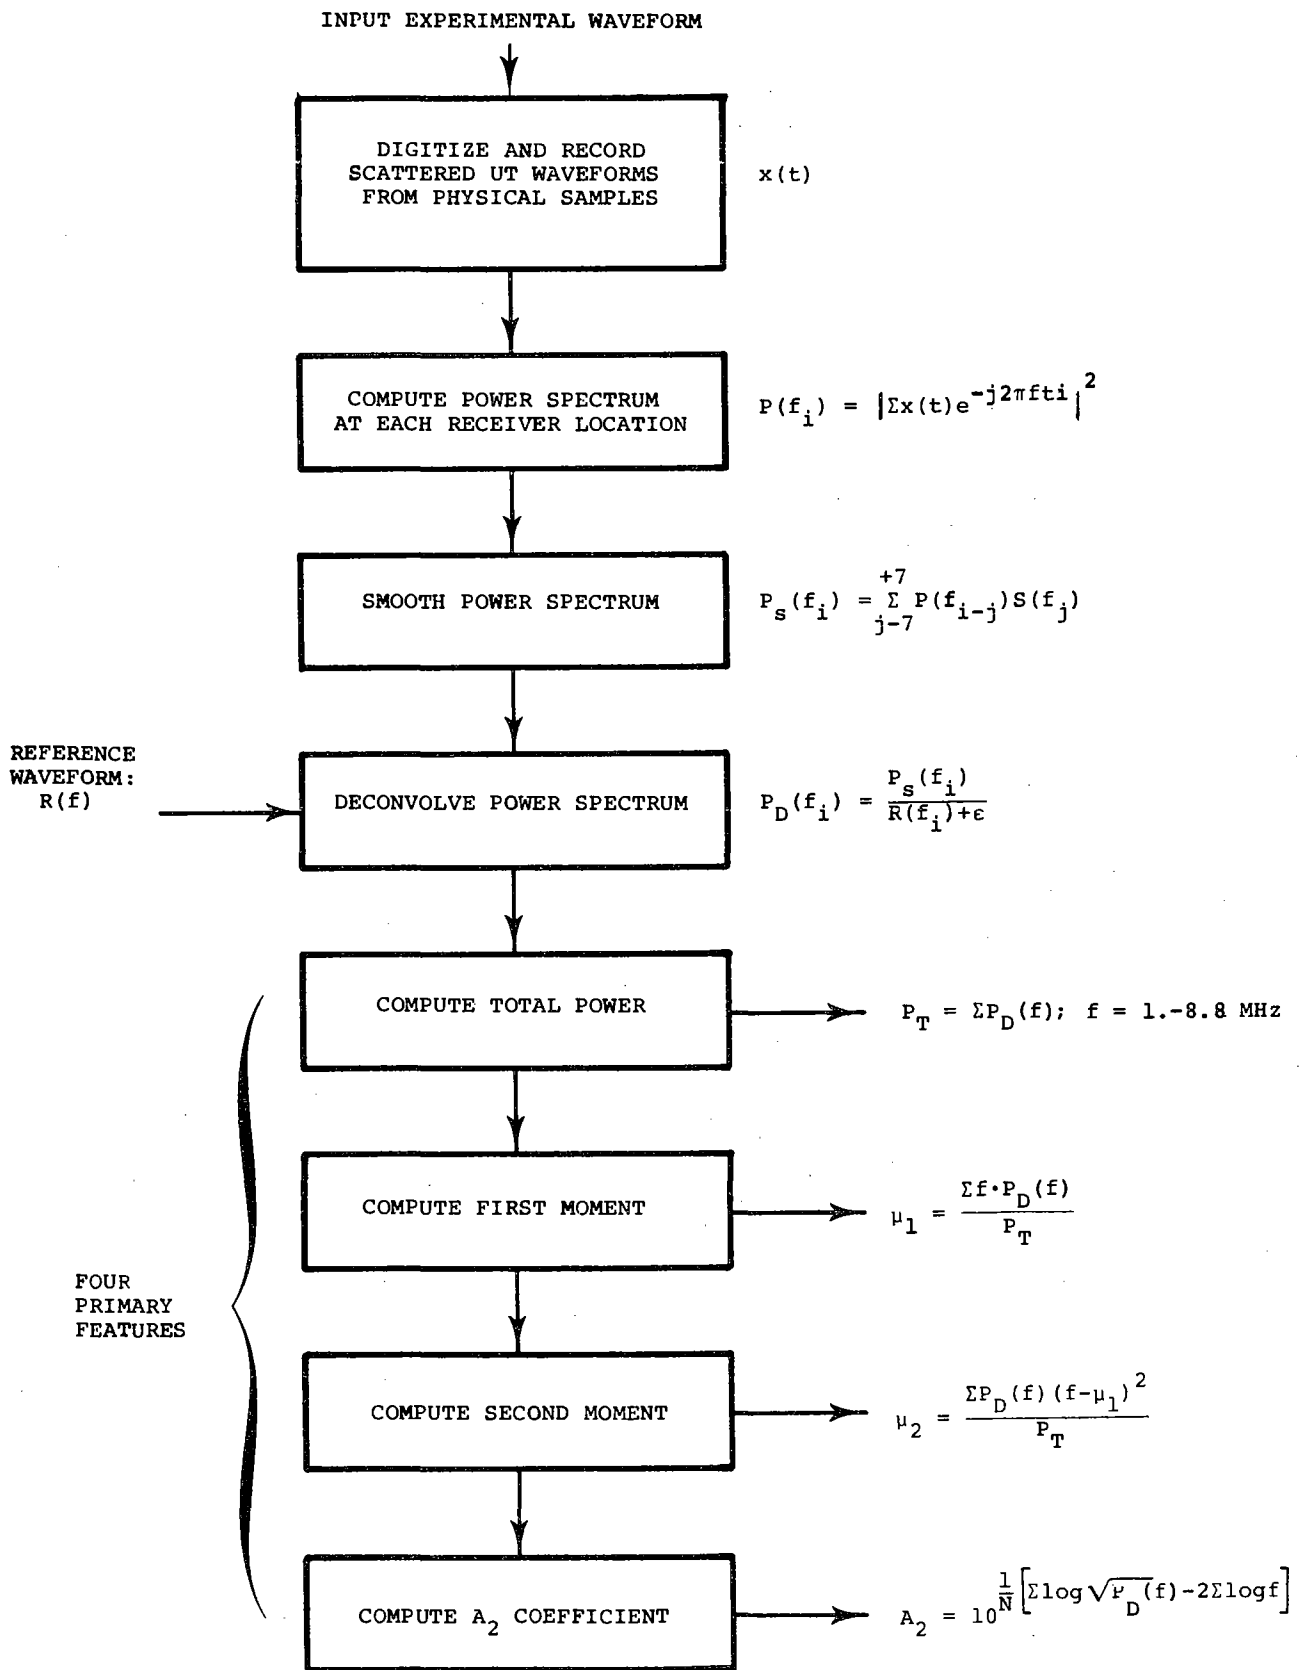 INPUT EXPERIMENTAL WAVEFORM
DIGITIZE AND RECORD
SCATTERED UT WAVEFORMS
FROM PHYSICAL SAMPLES
x(t)
COMPUTE POWER SPECTRUM
AT EACH RECEIVER LOCATION
P(f_i) = |Σx(t)e^{-j2πfti}|^2
SMOOTH POWER SPECTRUM
P_s(f_i) = Σ_{j-7}^{+7} P(f_{i-j})S(f_j)
REFERENCE
WAVEFORM:
R(f)
DECONVOLVE POWER SPECTRUM
P_D(f_i) = P_s(f_i) / R(f_i)+ε
COMPUTE TOTAL POWER
P_T = ΣP_D(f); f = 1.-8.8 MHz
COMPUTE FIRST MOMENT
μ_1 = Σf·P_D(f) / P_T
FOUR
PRIMARY
FEATURES
COMPUTE SECOND MOMENT
μ_2 = ΣP_D(f)(f-μ_1)^2 / P_T
COMPUTE A_2 COEFFICIENT
A_2 = 10^{1/N [Σlog√P_D(f)-2Σlogf]}